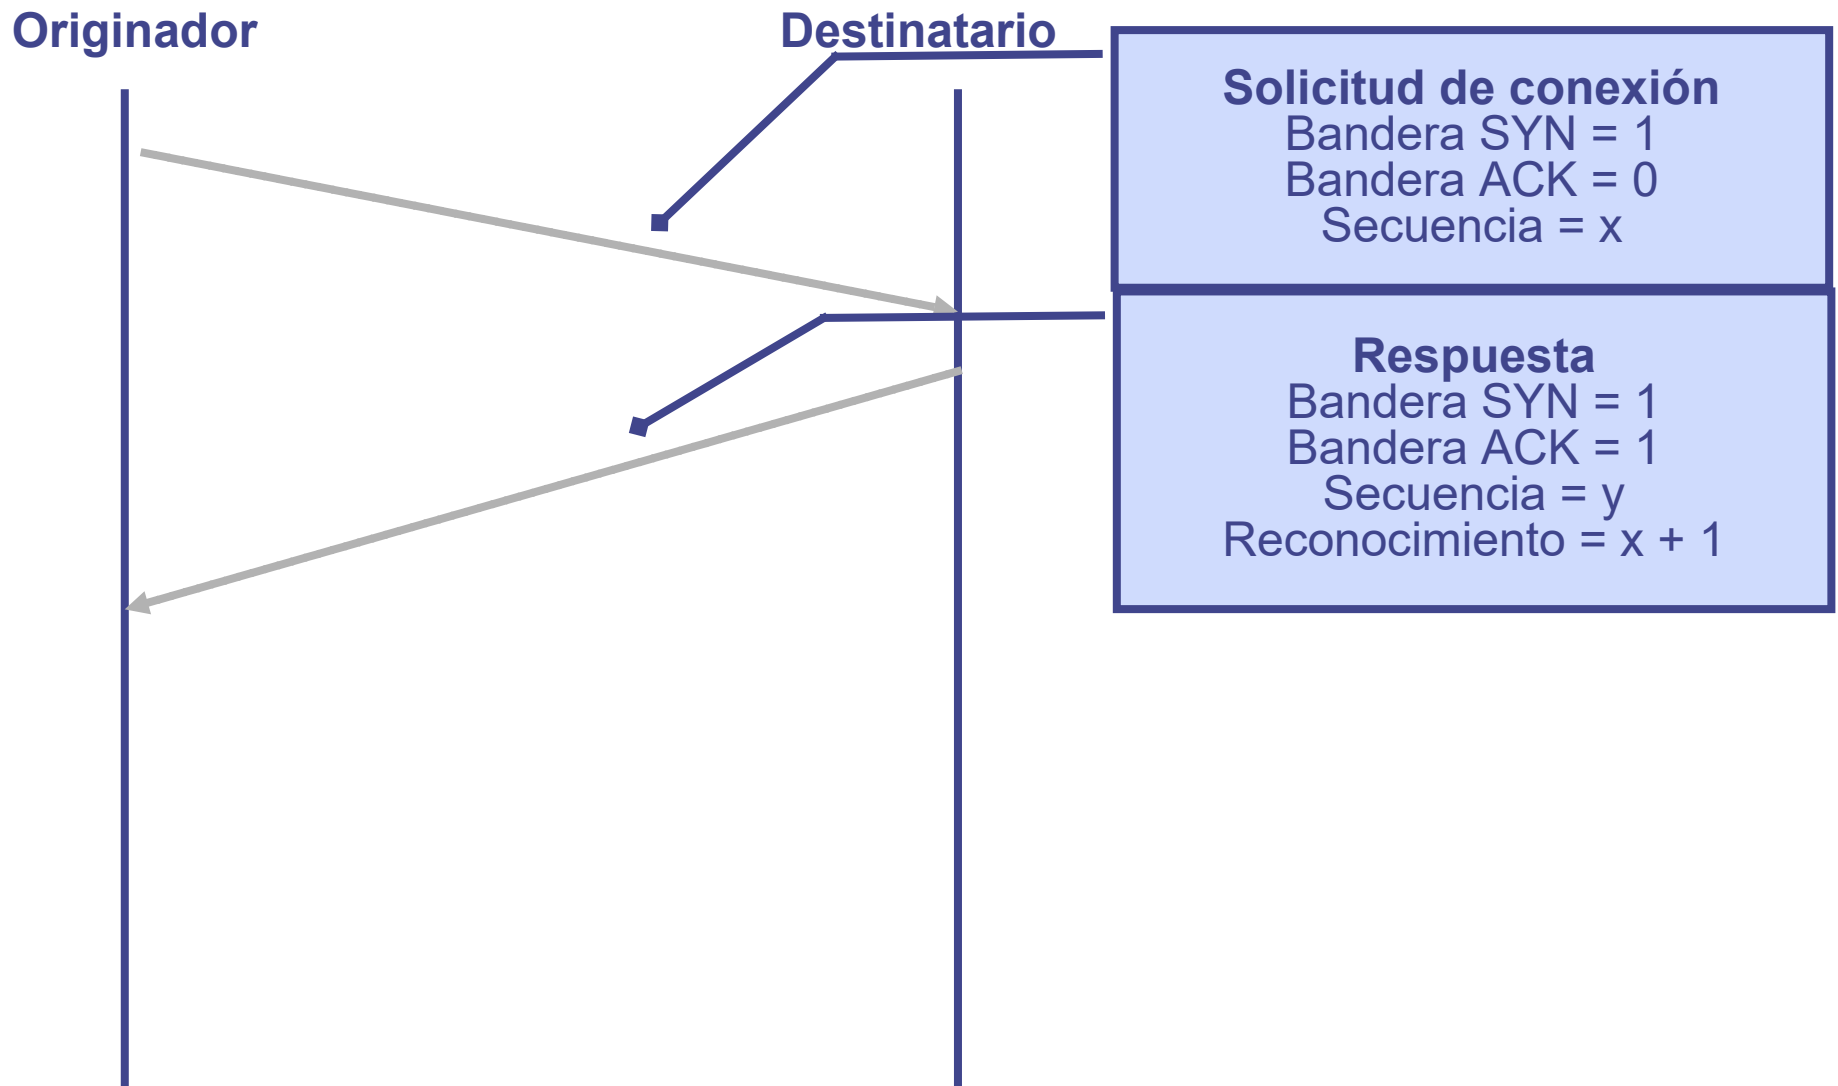 Originador
Destinatario
Solicitud de conexión
Bandera SYN = 1
Bandera ACK = 0
Secuencia = x
Respuesta
Bandera SYN = 1
Bandera ACK = 1
Secuencia = y
Reconocimiento = x + 1